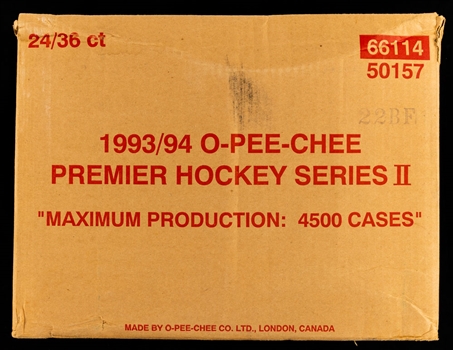 24/36 ct
66114
50157
22BF
1993/94 O-PEE-CHEE
PREMIER HOCKEY SERIES II
"MAXIMUM PRODUCTION: 4500 CASES"
MADE BY O-PEE-CHEE CO. LTD., LONDON, CANADA